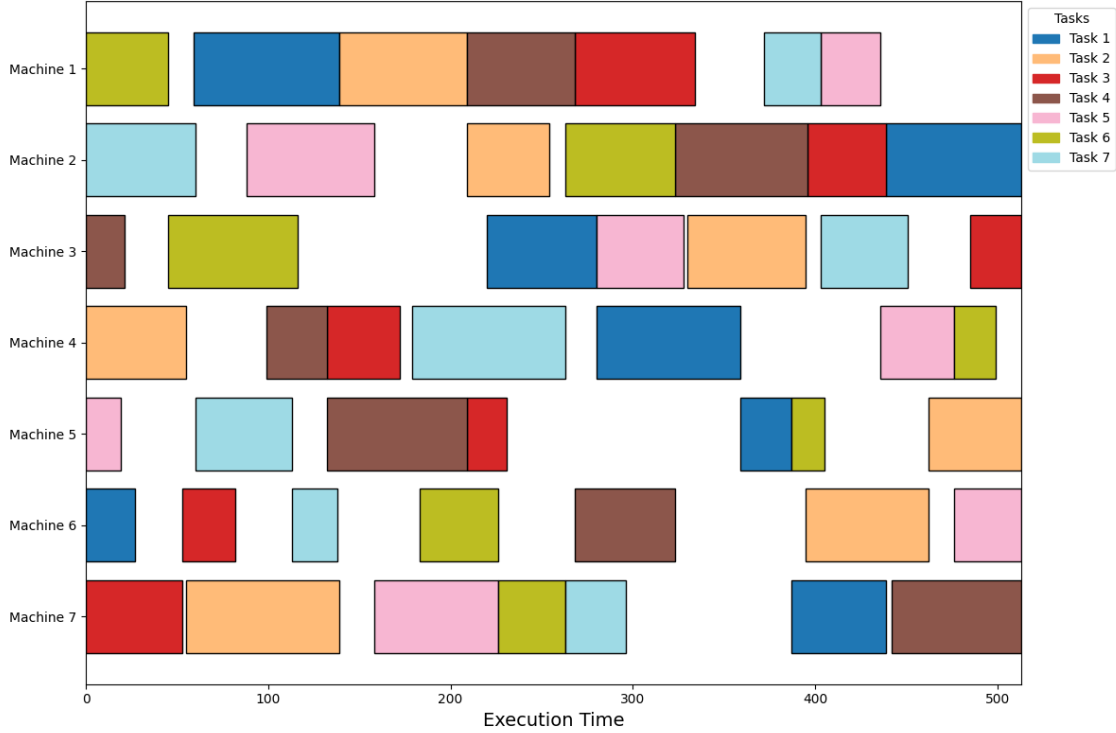 Tasks
Task 1
Task 2
Task 3
Task 4
Task 5
Task 6
Task 7
Machine 1
Machine 2
Machine 3
Machine 4
Machine 5
Machine 6
Machine 7
0 100 200 300 400 500
Execution Time